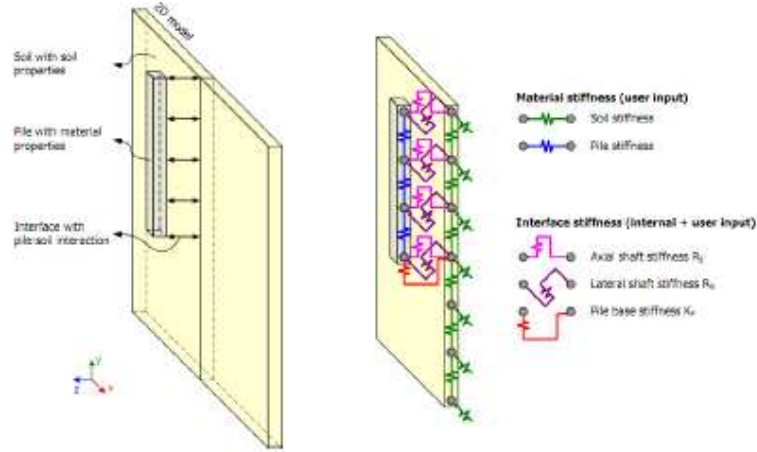 2D model
Soil with soil
properties
Pile with material
properties
Interface with
pile-soil interaction
y
z
x
Material stiffness (user input)
Soil stiffness
Pile stiffness
Interface stiffness (internal + user input)
Axial shaft stiffness
Lateral shaft stiffness
Pile base stiffness